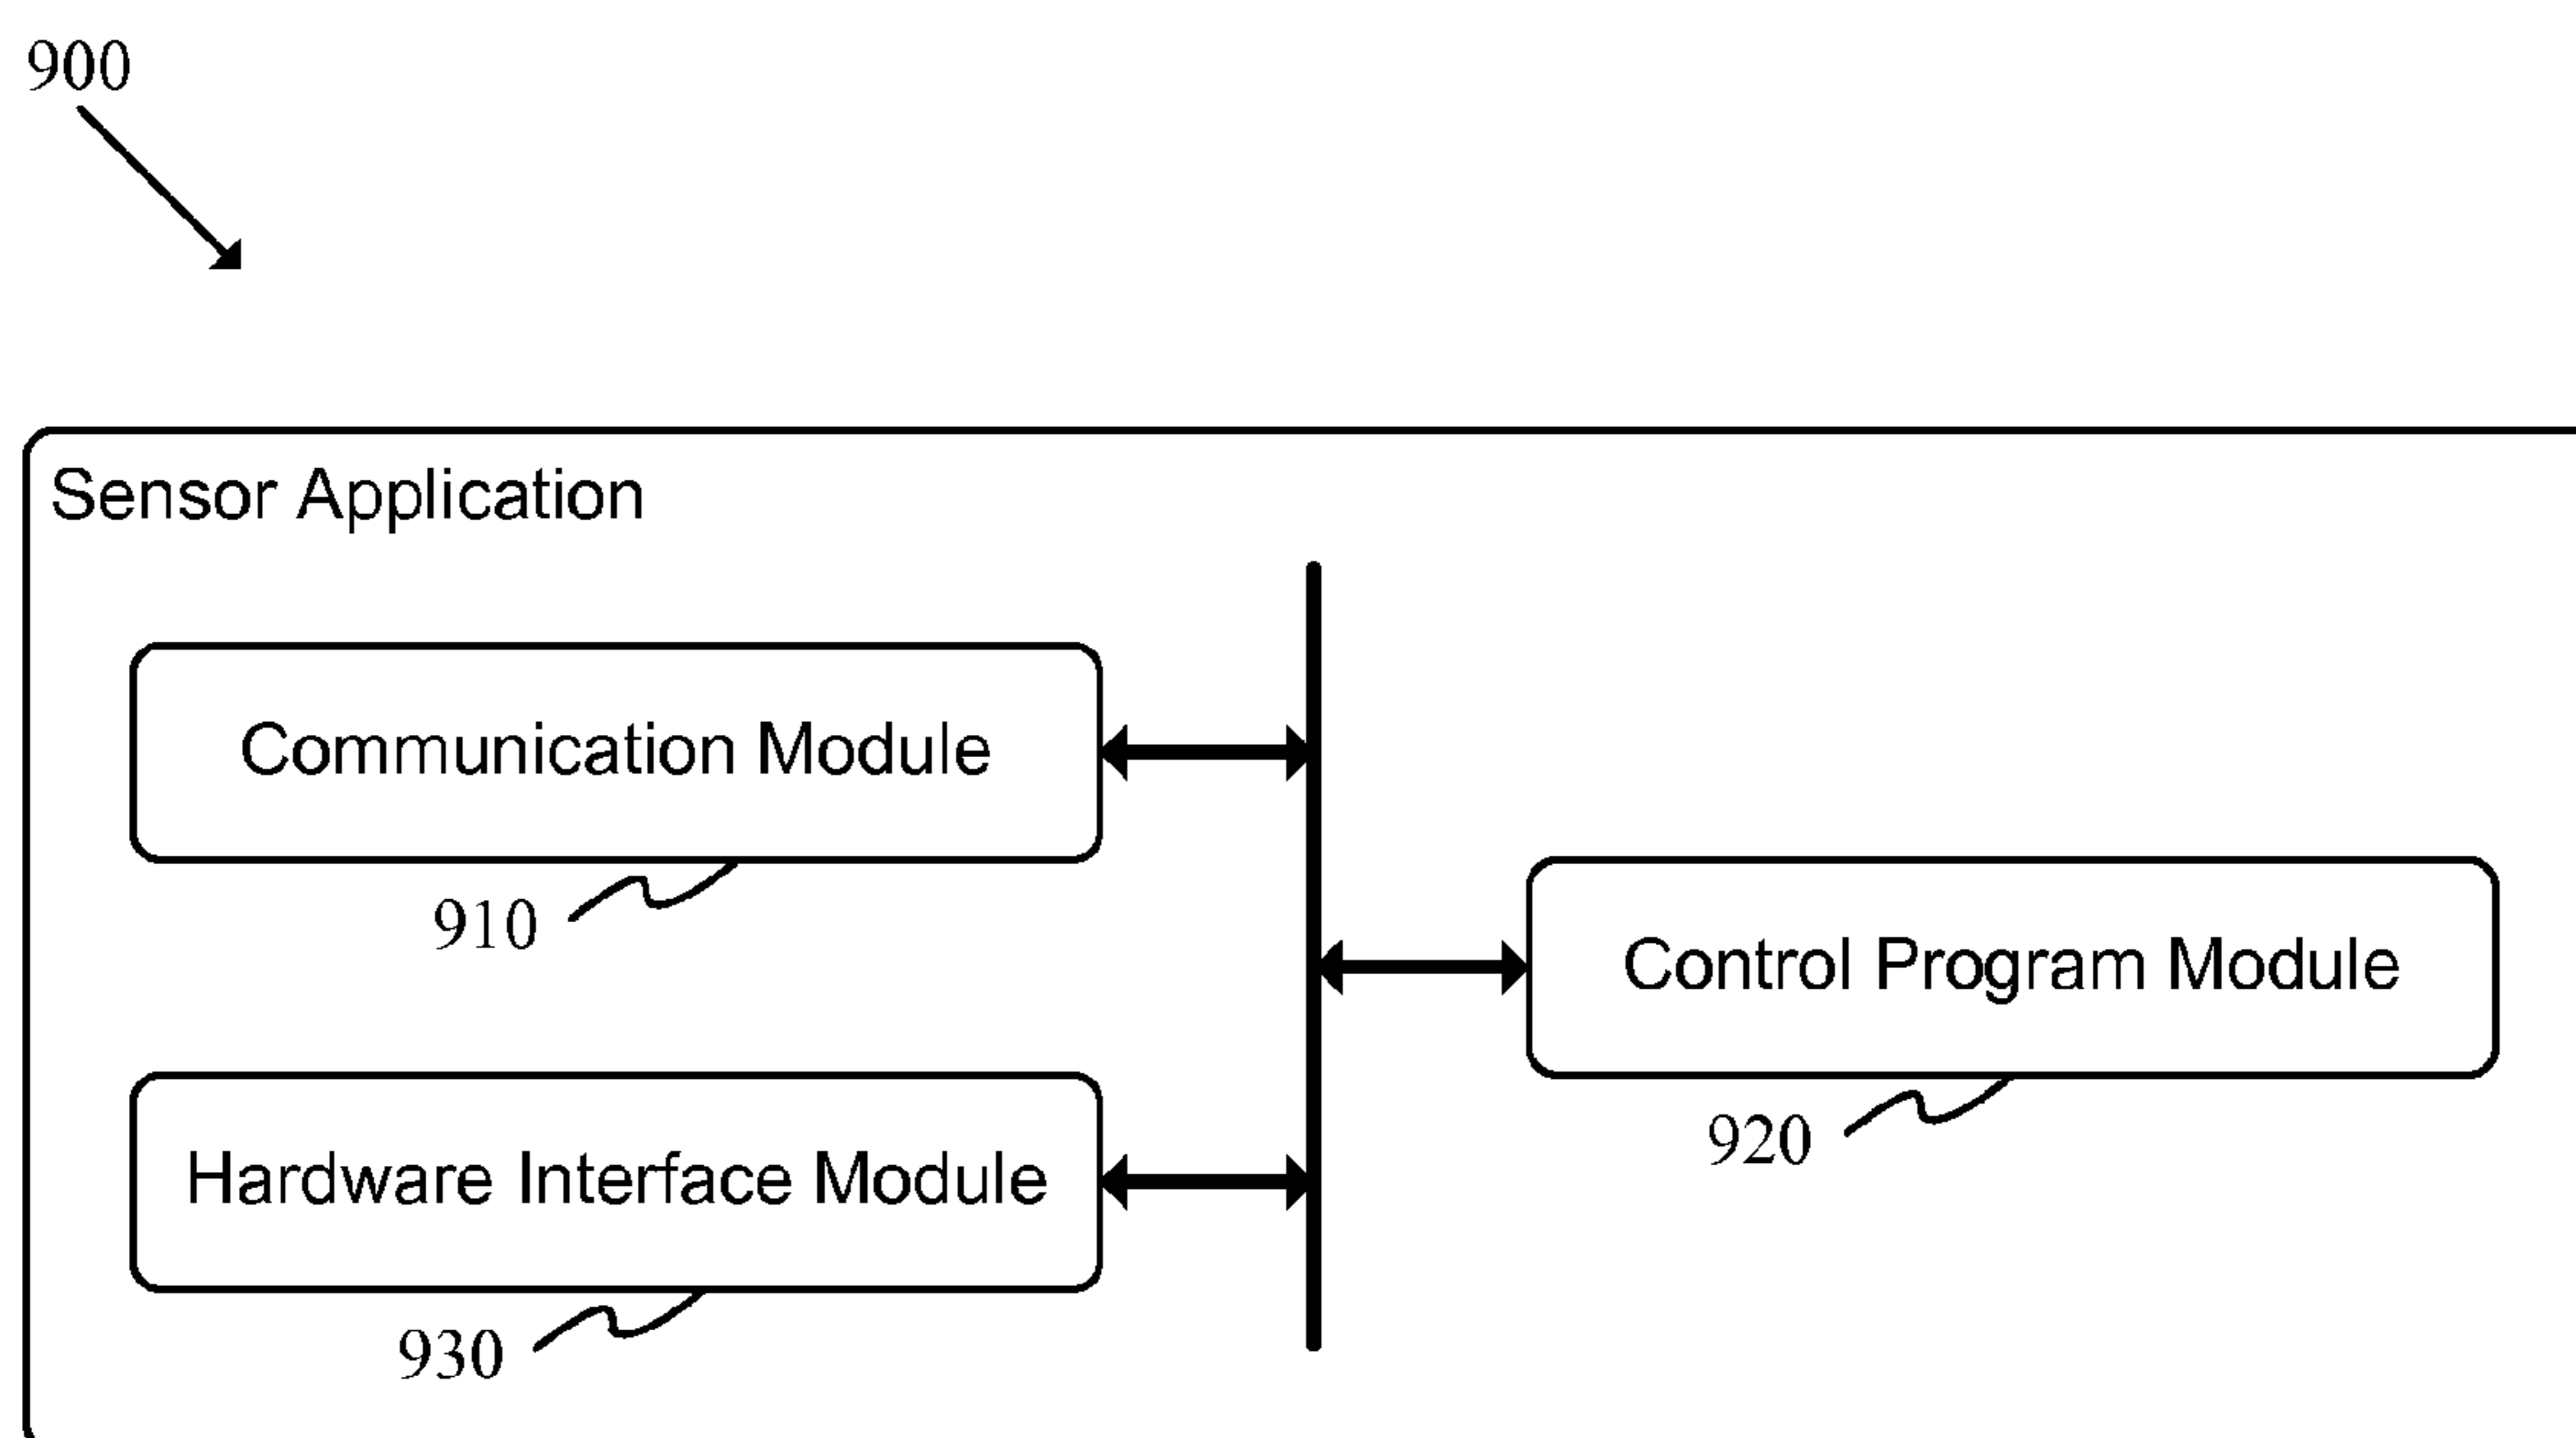 900
Sensor Application
Communication Module
910
Control Program Module
920
Hardware Interface Module
930